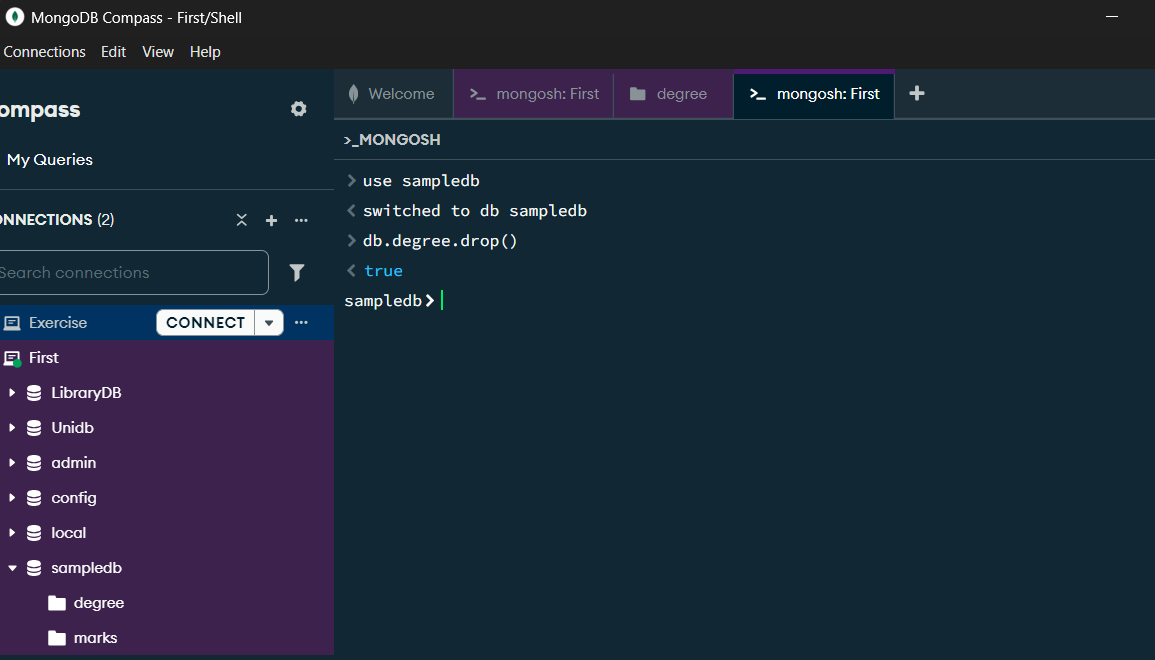 MongoDB Compass - First/Shell
Connections Edit View Help
ompass
My Queries
ONNECTIONS (2)
Search connections
Exercise CONNECT
First
LibraryDB
Unidb
admin
config
local
sampledb
degree
marks
Welcome >_ mongosh: First degree >_ mongosh: First +
>_MONGOSH
> use sampledb
< switched to db sampledb
> db.degree.drop()
< true
sampledb>